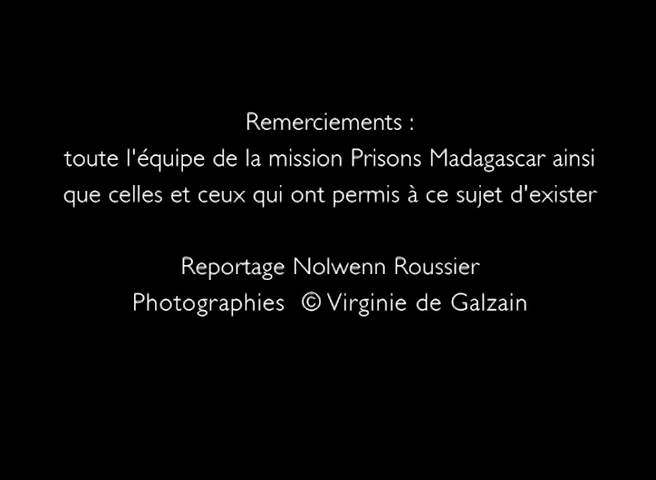 Remerciements :
toute l'équipe de la mission Prisons Madagascar ainsi
que celles et ceux qui ont permis à ce sujet d'exister
Reportage Nolwenn Roussier
Photographies © Virginie de Galzain